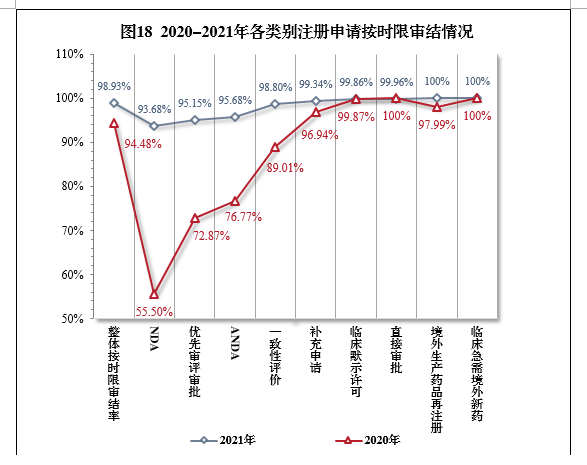 图18 2020–2021年各类别注册申请按时限审结情况
110%
100%
90%
80%
70%
60%
50%
98.93%
93.68%
95.15%
95.68%
98.80%
99.34%
99.86%
99.96%
100%
100%
94.48%
55.50%
72.87%
76.77%
89.01%
96.94%
99.87%
100%
97.99%
100%
整体按时限审结率
NDA
优先审评审批
ANDA
一致性评价
补充申请
临床默示许可
直接审批
境外生产药品再注册
临床急需境外新药
2021年
2020年